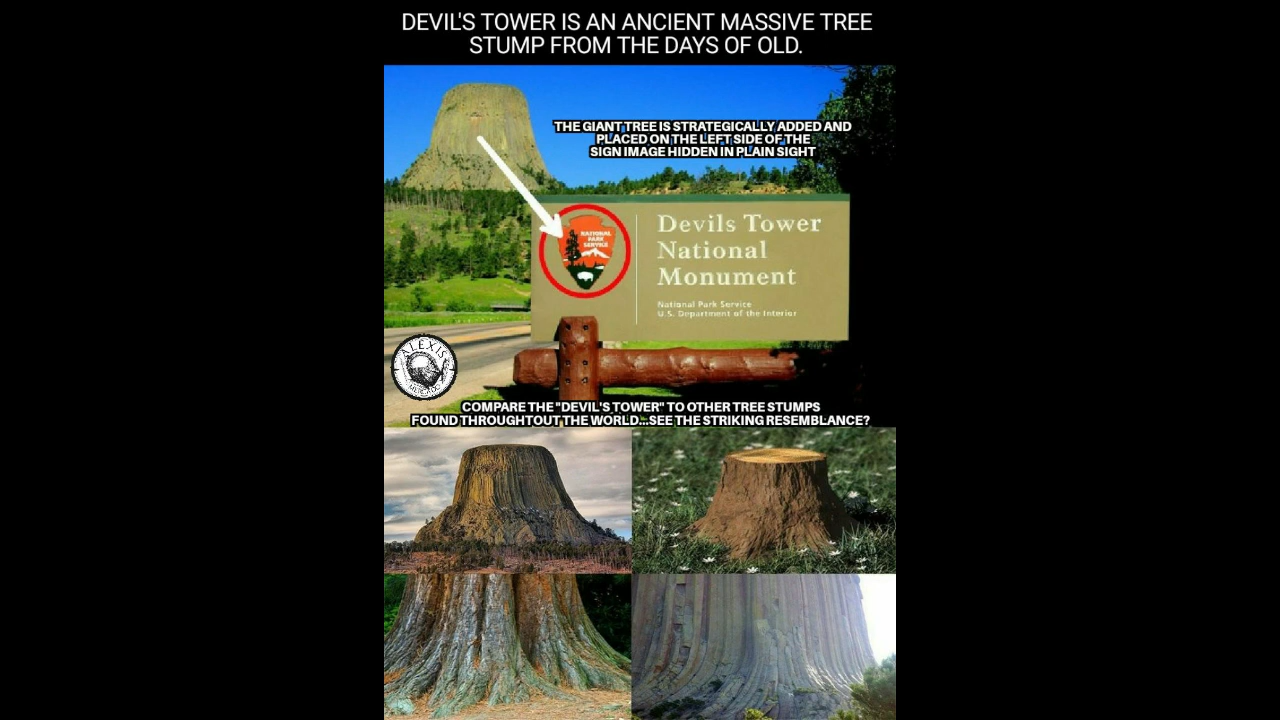 DEVIL'S TOWER IS AN ANCIENT MASSIVE TREE
STUMP FROM THE DAYS OF OLD.
THE GIANT TREE IS STRATEGICALLY ADDED AND
PLACED ON THE LEFT SIDE OF THE
SIGN IMAGE HIDDEN IN PLAIN SIGHT
NATIONAL
PARK
SERVICE
Devils Tower
National
Monument
National Park Service
U.S. Department of the Interior
ALEXIS
COMPARE THE "DEVIL'S TOWER" TO OTHER TREE STUMPS
FOUND THROUGHTOUT THE WORLD...SEE THE STRIKING RESEMBLANCE?